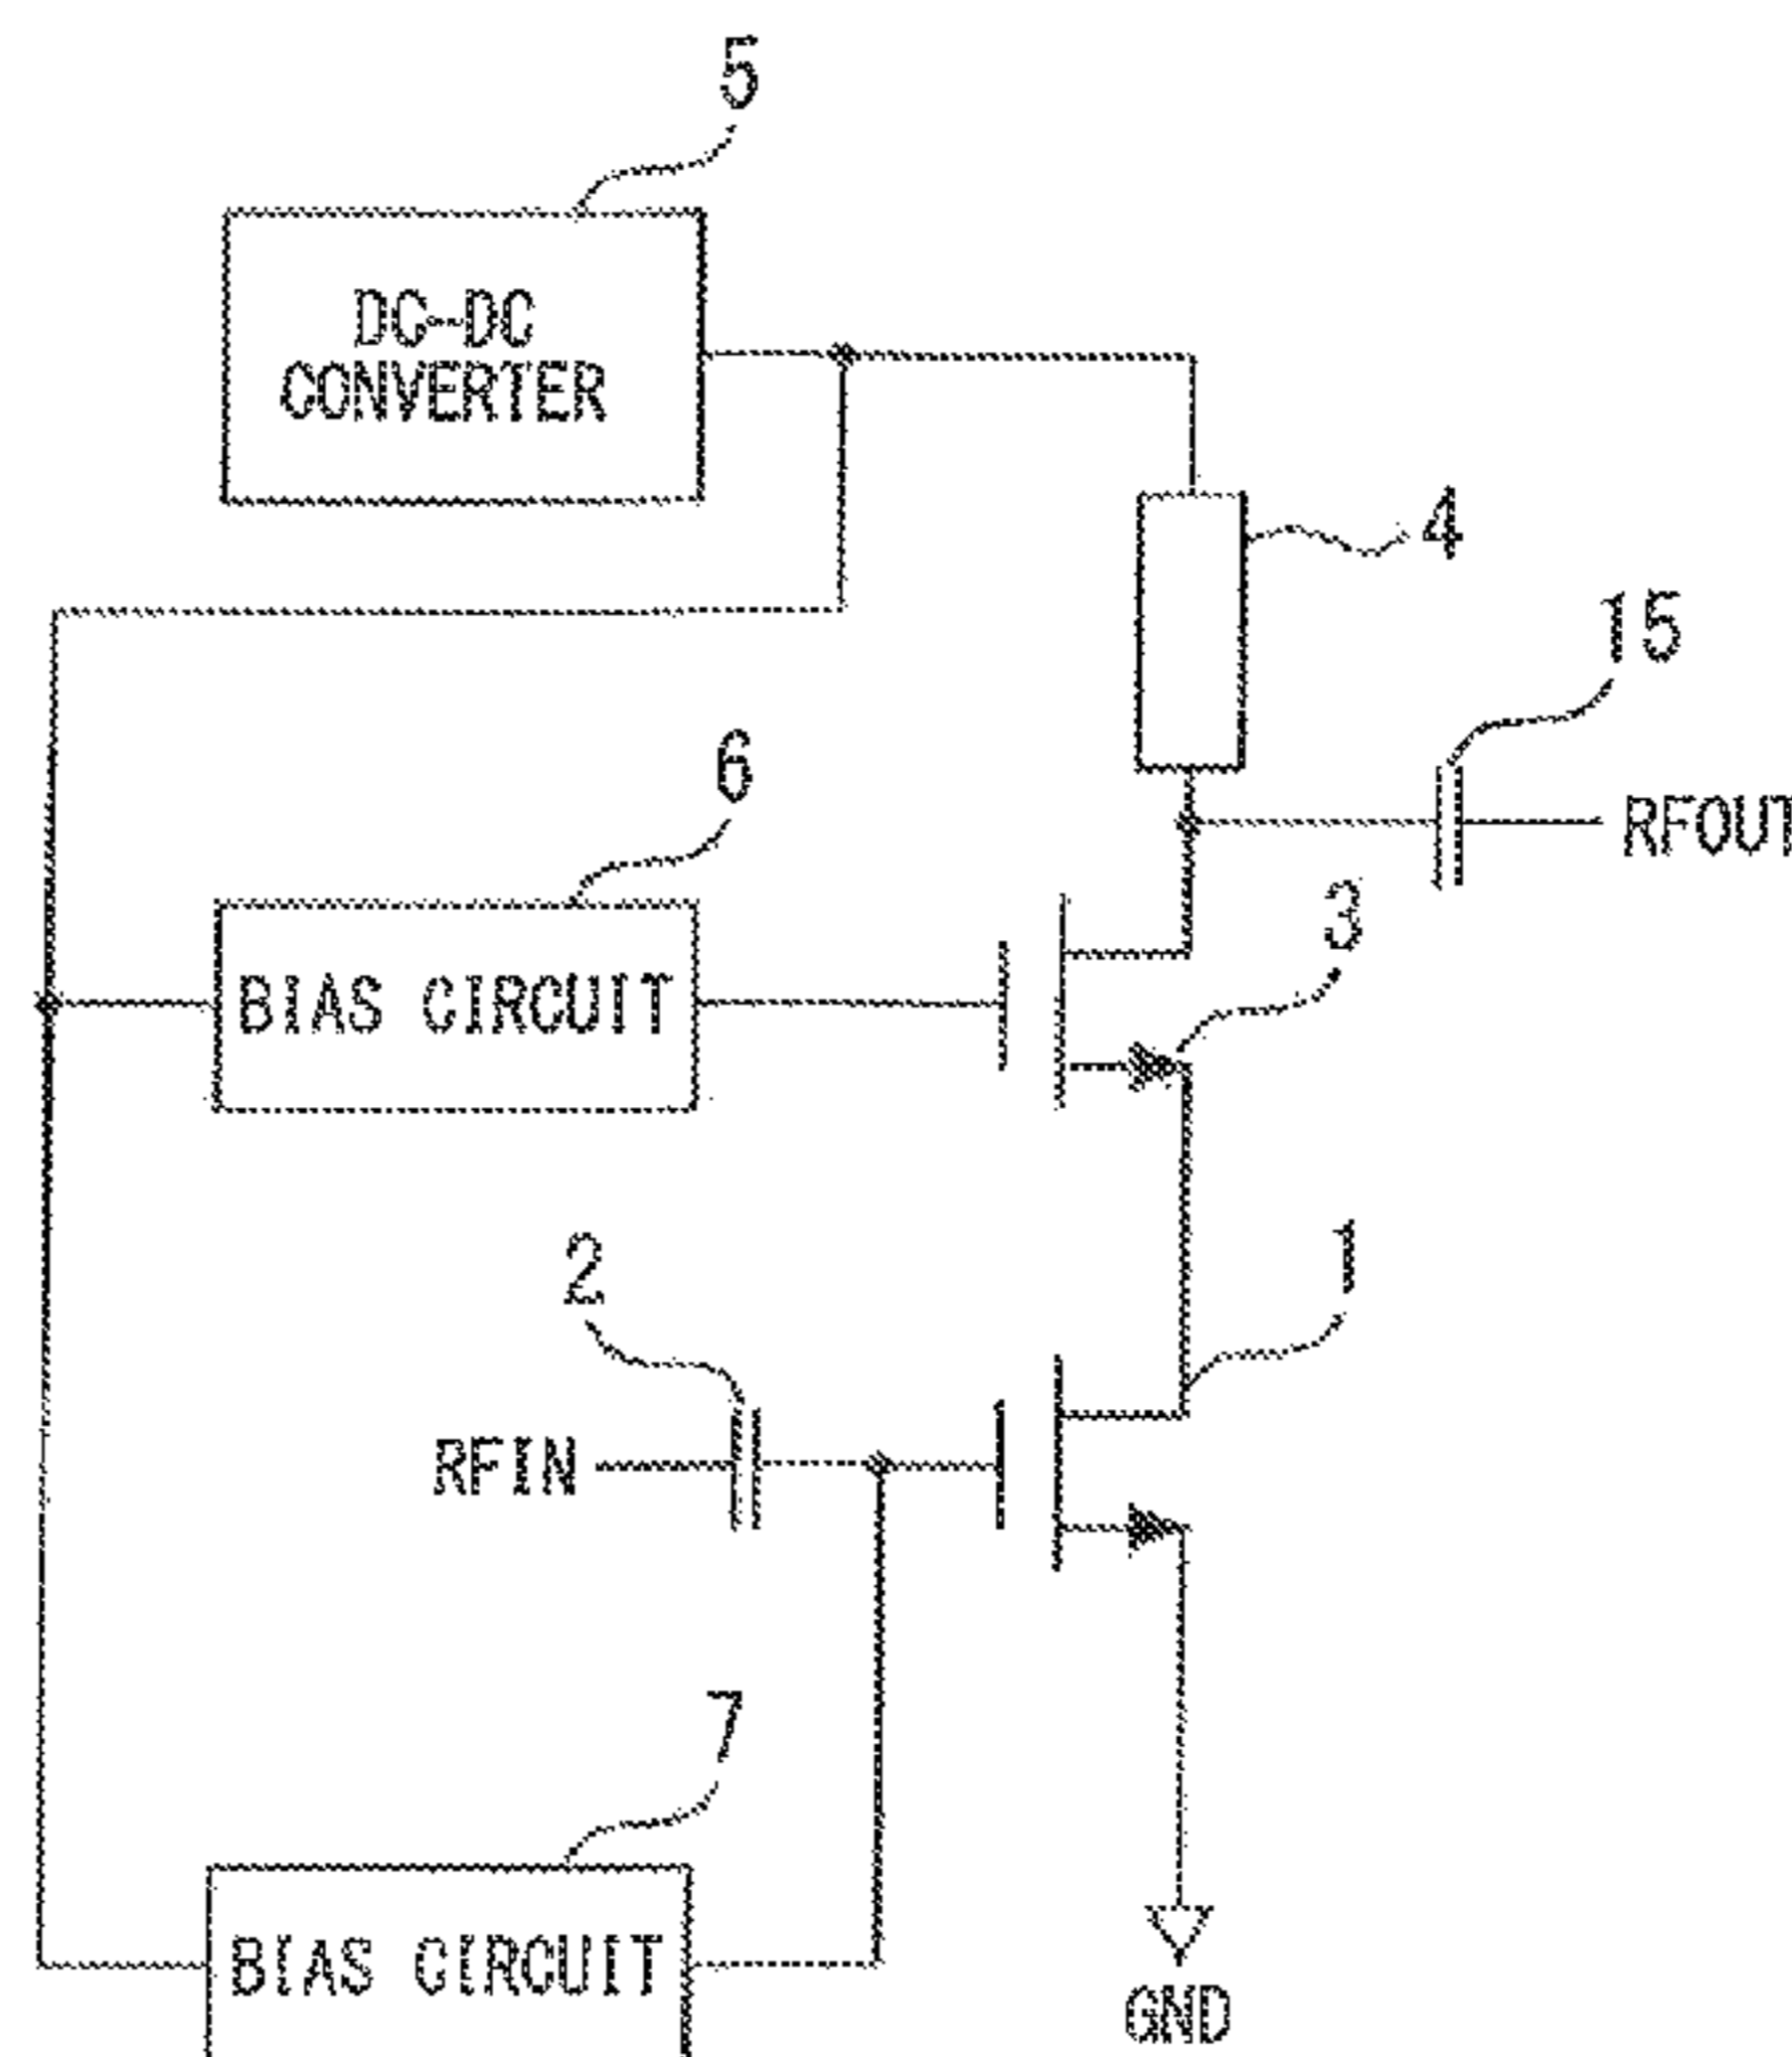 5
DC-DC
CONVERTER
4
15
6
RFOUT
3
BIAS CIRCUIT
2
1
RFIN
7
BIAS CIRCUIT
GND